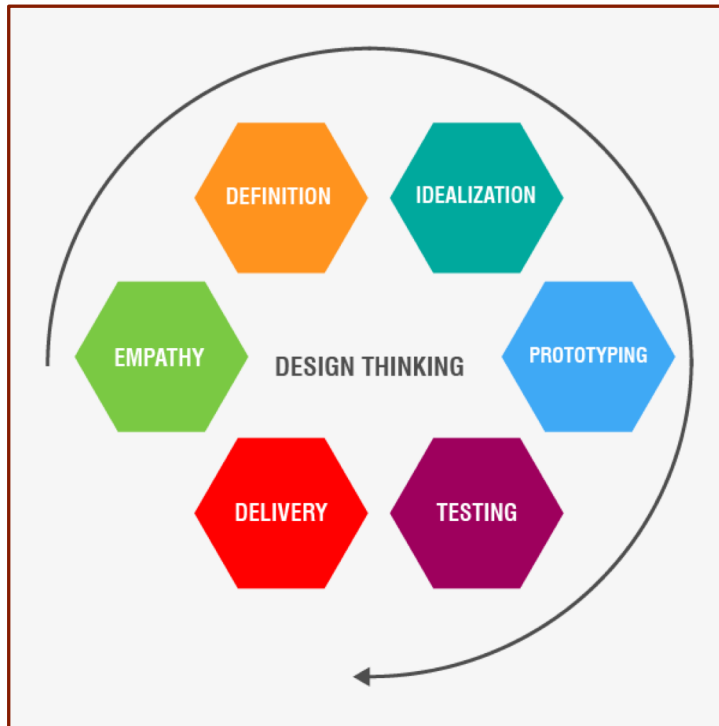 DEFINITION
IDEALIZATION
EMPATHY
DESIGN THINKING
PROTOTYPING
DELIVERY
TESTING